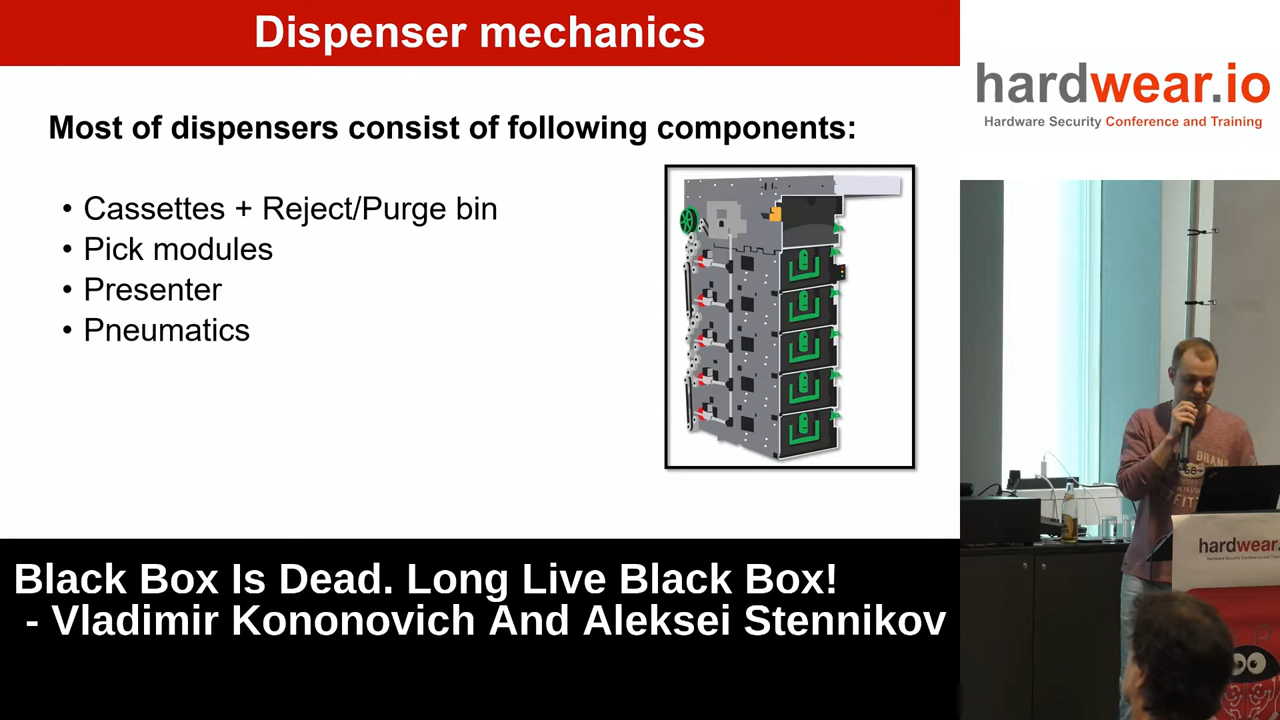 Dispenser mechanics
Most of dispensers consist of following components:
• Cassettes + Reject/Purge bin
• Pick modules
• Presenter
• Pneumatics
Black Box Is Dead. Long Live Black Box!
- Vladimir Kononovich And Aleksei Stennikov
hardwear.io
Hardware Security Conference and Training
BRAN
hardwear.